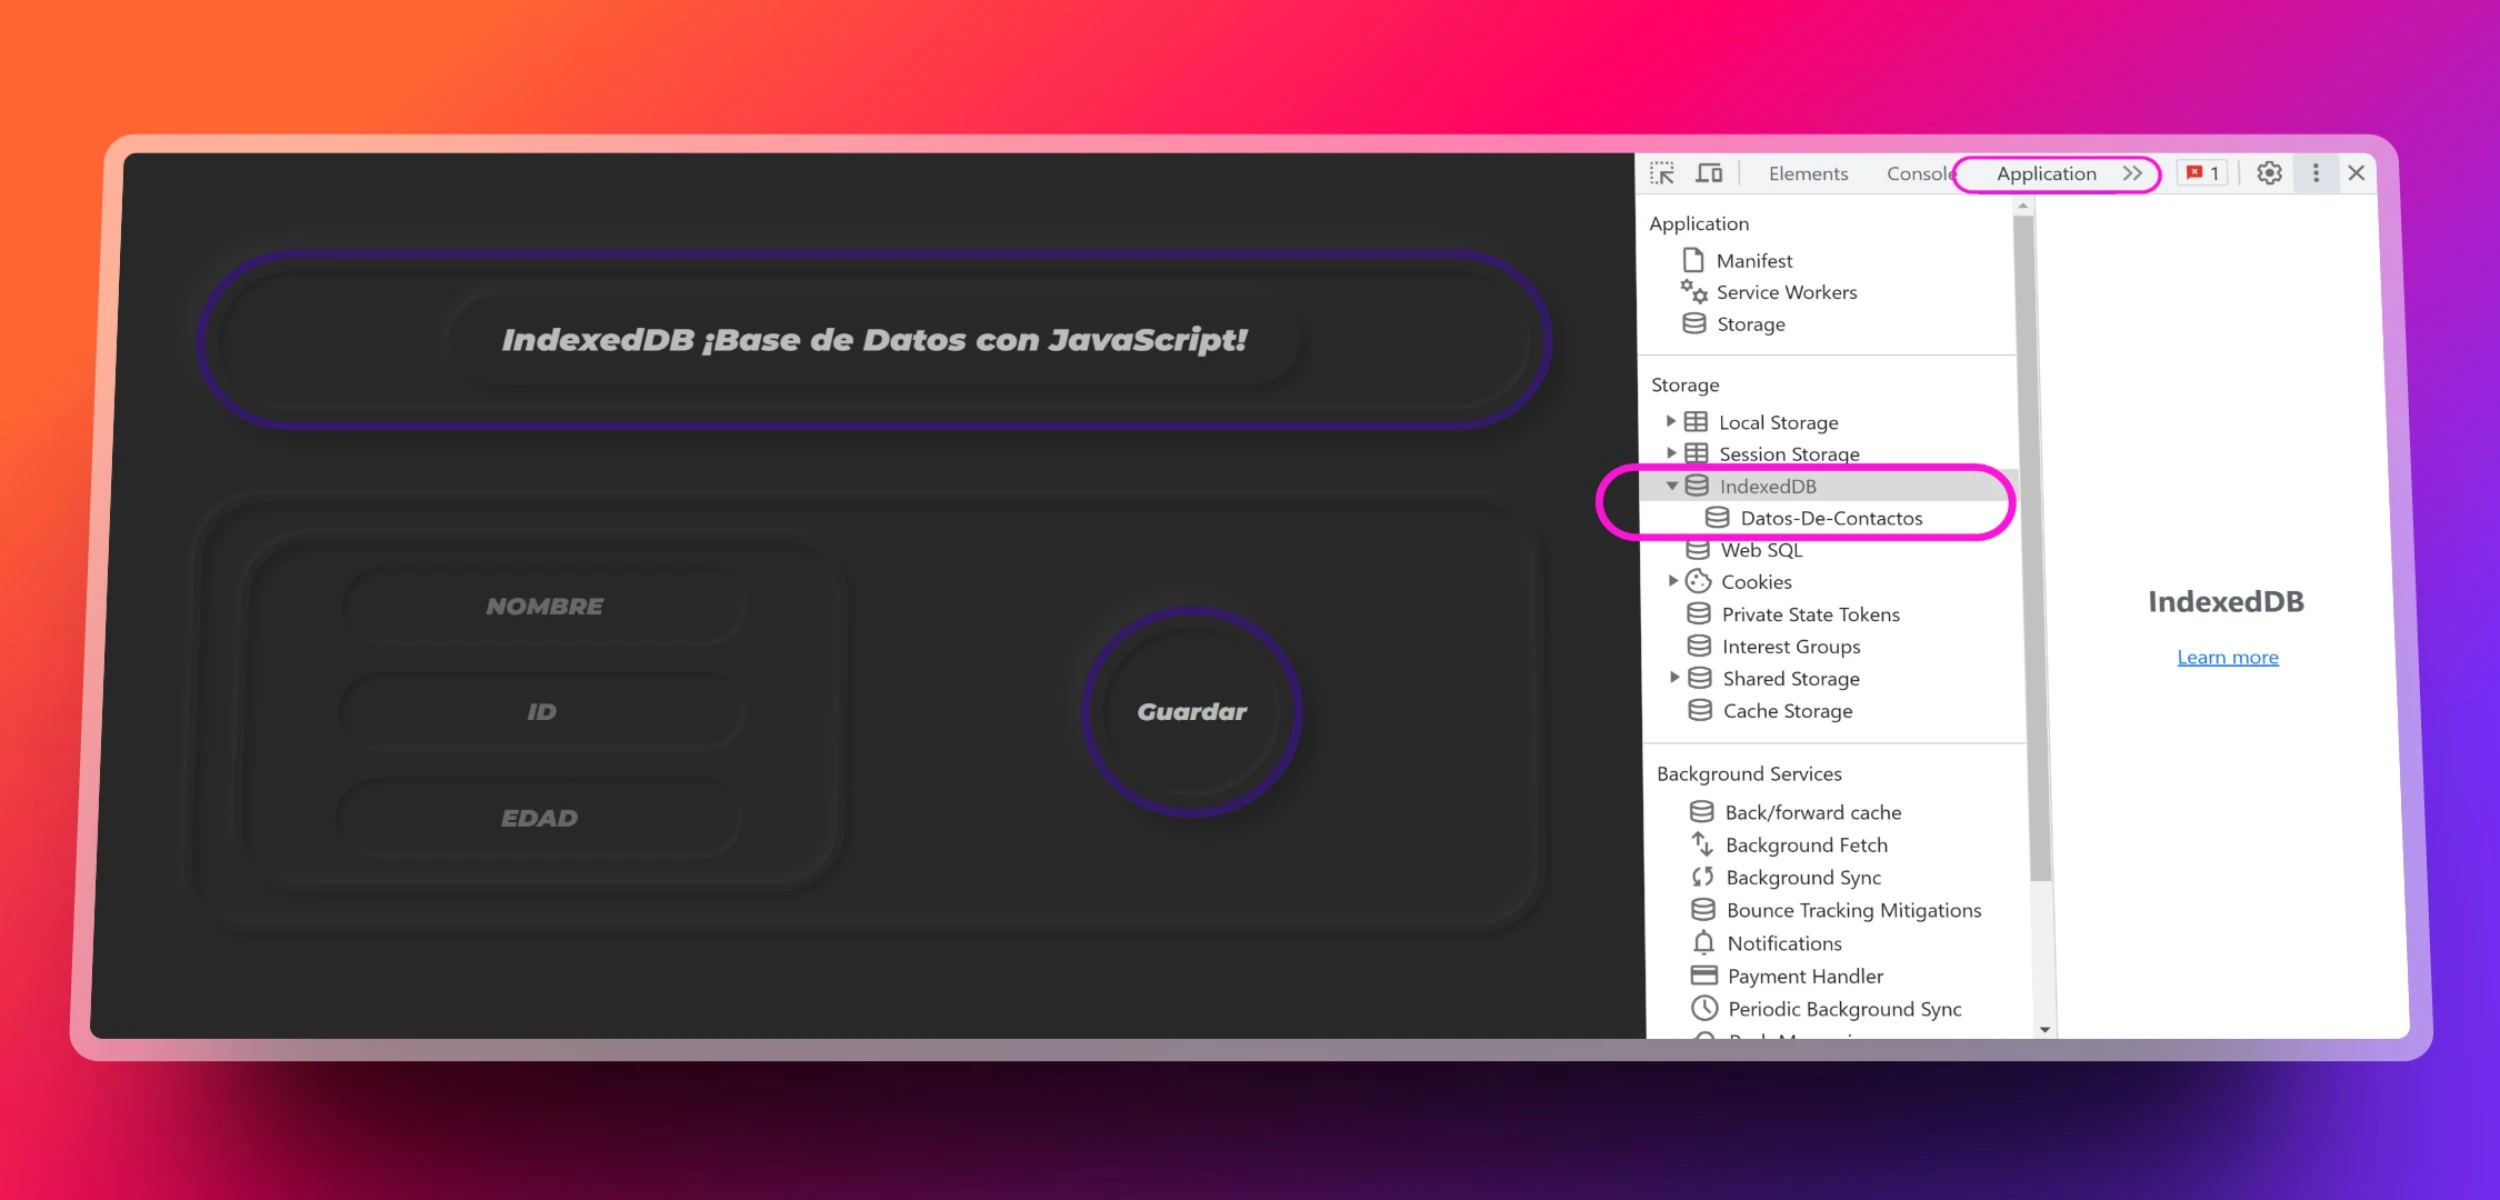 IndexedDB ¡Base de Datos con JavaScript!
NOMBRE
ID
EDAD
Guardar
Elements Console Application 1
Application
Manifest
Service Workers
Storage
Storage
Local Storage
Session Storage
IndexedDB
Datos-De-Contactos
Web SQL
Cookies
Private State Tokens
Interest Groups
Shared Storage
Cache Storage
Background Services
Back/forward cache
Background Fetch
Background Sync
Bounce Tracking Mitigations
Notifications
Payment Handler
Periodic Background Sync
IndexedDB
Learn more